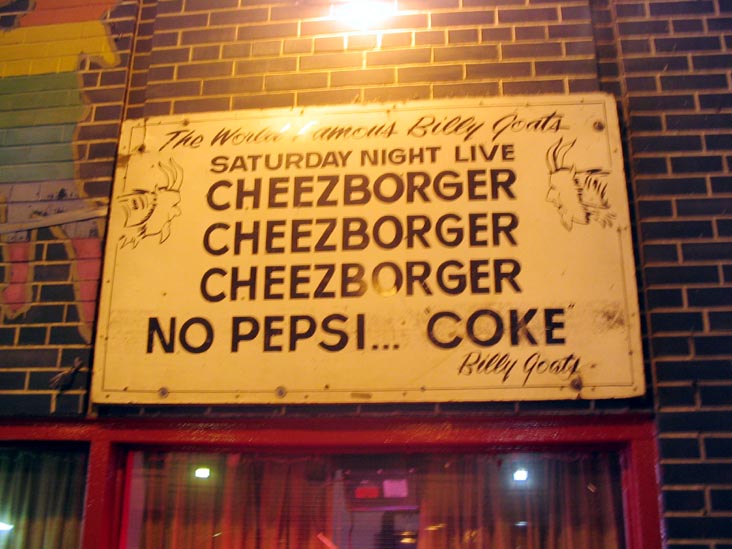 The World Famous Billy Goats
SATURDAY NIGHT LIVE
CHEEZBORGER
CHEEZBORGER
CHEEZBORGER
NO PEPSI... "COKE"
Billy Goats